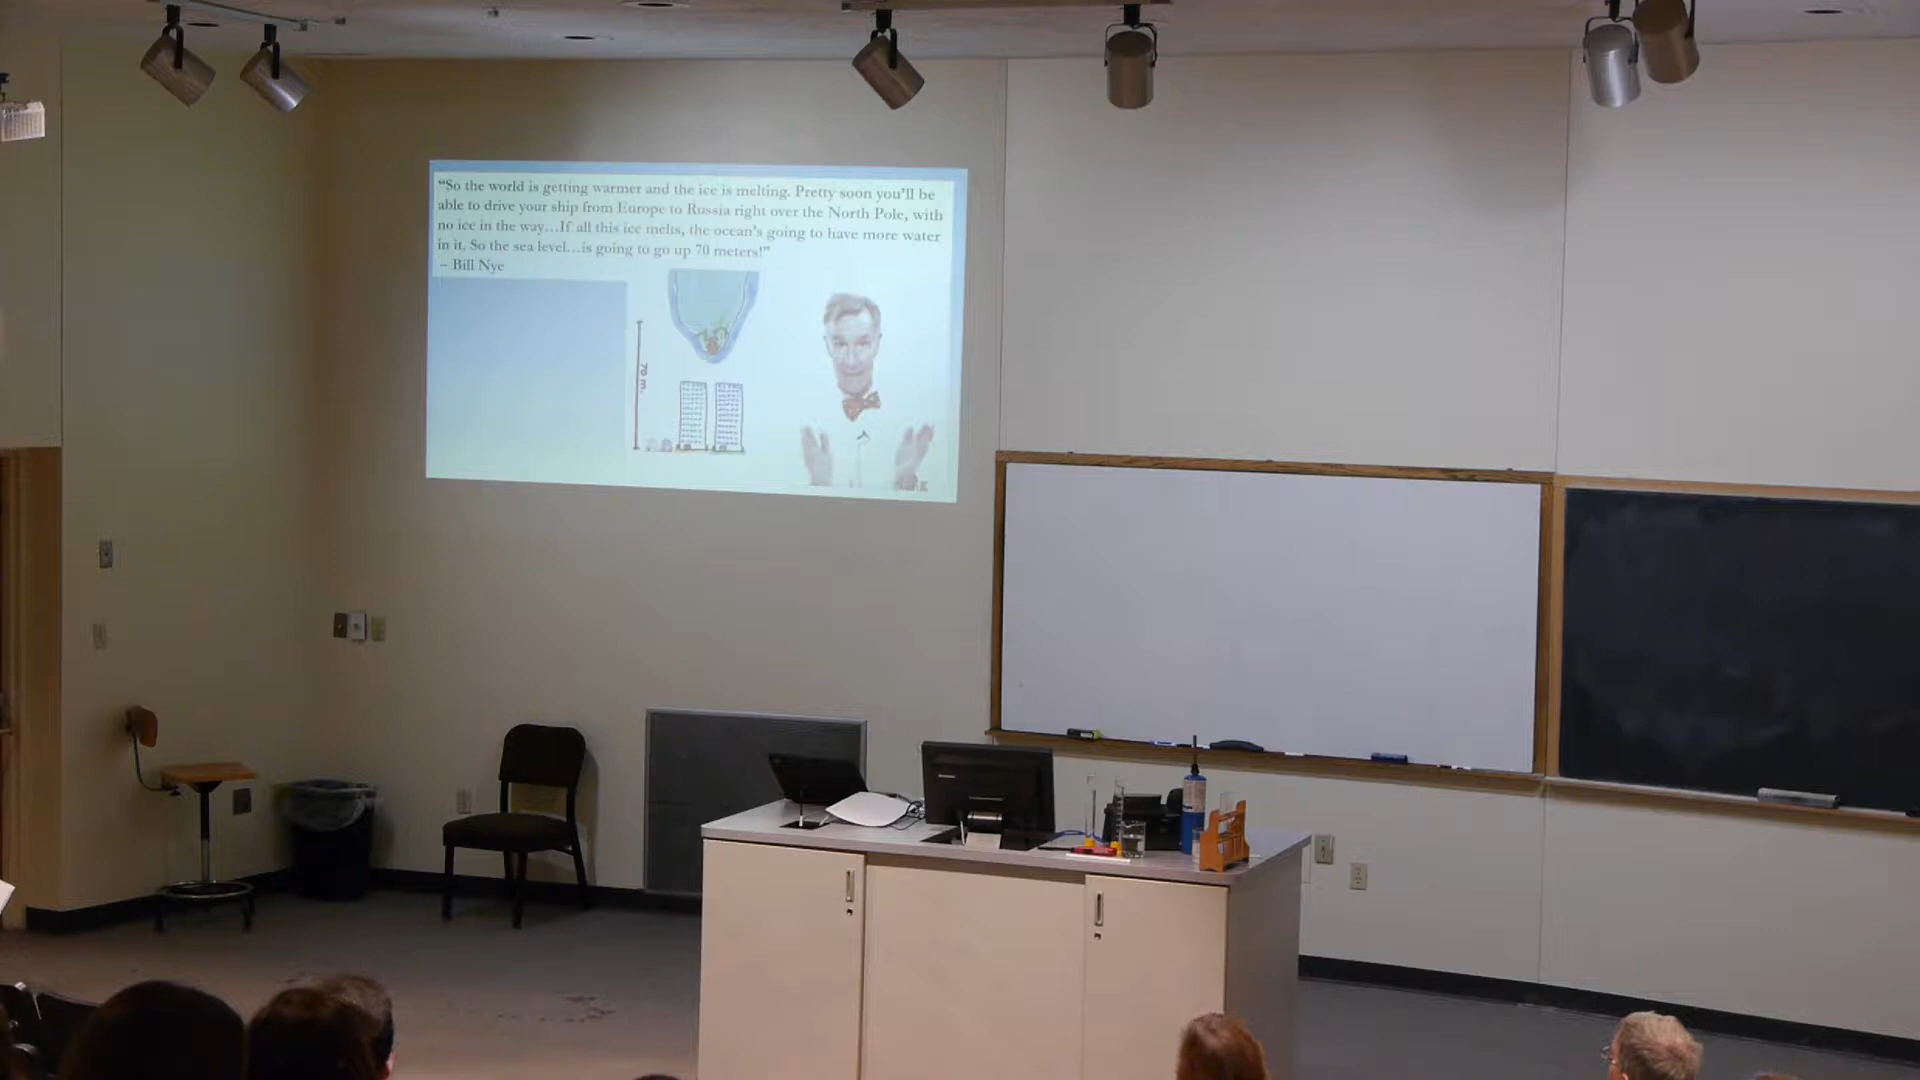 “So the world is getting warmer and the ice is melting. Pretty soon you’ll be
able to drive your ship from Europe to Russia right over the North Pole, with
no ice in the way…If all this ice melts, the ocean’s going to have more water
in it. So the sea level…is going to go up 70 meters!”
– Bill Nye
70 m.